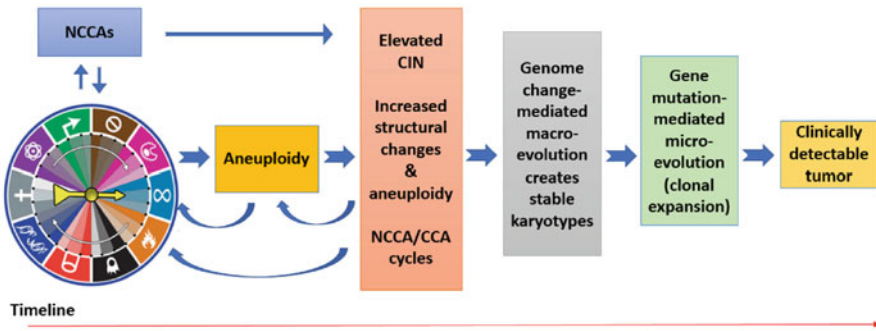 NCCAs
Aneuploidy
Elevated
CIN
Increased
structural
changes
&
aneuploidy
NCCA/CCA
cycles
Genome
change-
mediated
macro-
evolution
creates
stable
karyotypes
Gene
mutation-
mediated
micro-
evolution
(clonal
expansion)
Clinically
detectable
tumor
Timeline